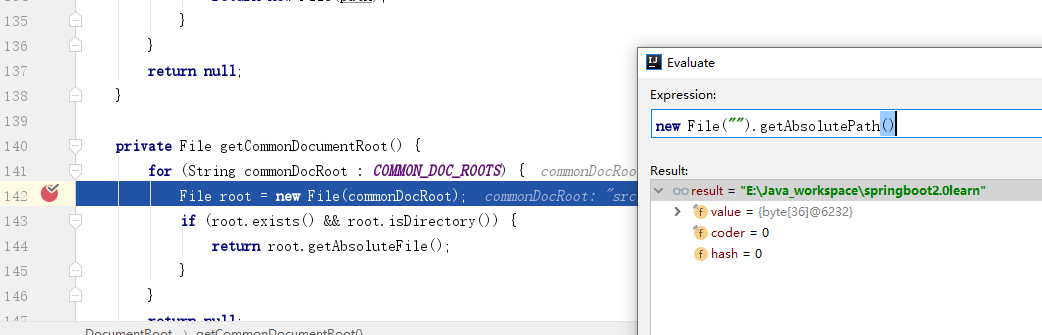 135 }
136 }
137 return null;
138 }
139
140 private File getCommonDocumentRoot() {
141 for (String commonDocRoot : COMMON_DOC_ROOTS) { commonDocRoo
142 File root = new File(commonDocRoot); commonDocRoot: "src
143 if (root.exists() && root.isDirectory()) {
144 return root.getAbsoluteFile();
145 }
146 }
147 return null;
DocumentRoot > getCommonDocumentRoot()
Evaluate
Expression:
new File("").getAbsolutePath()
Result:
result = "E:\Java_workspace\springboot2.0learn"
value = {byte[36]@6232}
coder = 0
hash = 0